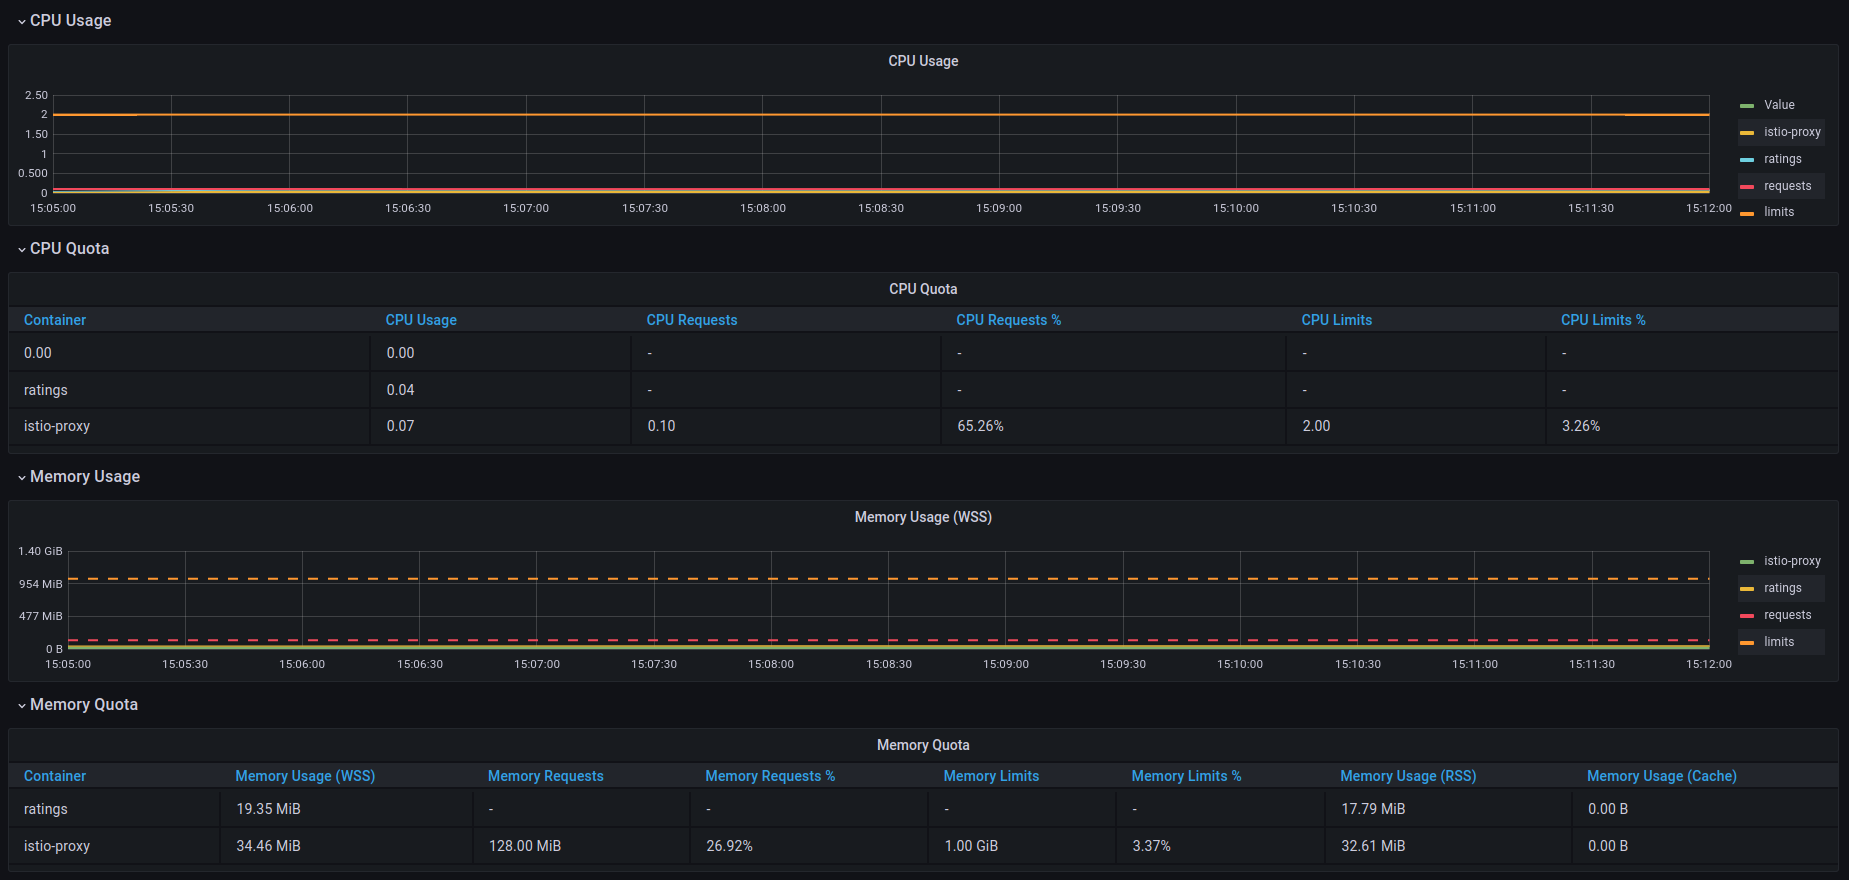 CPU Usage
CPU Usage
2.50
2
1.50
1
0.500
0
15:05:00 15:05:30 15:06:00 15:06:30 15:07:00 15:07:30 15:08:00 15:08:30 15:09:00 15:09:30 15:10:00 15:10:30 15:11:00 15:11:30 15:12:00
Value
istio-proxy
ratings
requests
limits
CPU Quota
CPU Quota
Container CPU Usage CPU Requests CPU Requests % CPU Limits CPU Limits %
0.00 0.00 - - - -
ratings 0.04 - - - -
istio-proxy 0.07 0.10 65.26% 2.00 3.26%
Memory Usage
Memory Usage (WSS)
1.40 GiB
954 MiB
477 MiB
0 B
15:05:00 15:05:30 15:06:00 15:06:30 15:07:00 15:07:30 15:08:00 15:08:30 15:09:00 15:09:30 15:10:00 15:10:30 15:11:00 15:11:30 15:12:00
istio-proxy
ratings
requests
limits
Memory Quota
Memory Quota
Container Memory Usage (WSS) Memory Requests Memory Requests % Memory Limits Memory Limits % Memory Usage (RSS) Memory Usage (Cache)
ratings 19.35 MiB - - - - 17.79 MiB 0.00 B
istio-proxy 34.46 MiB 128.00 MiB 26.92% 1.00 GiB 3.37% 32.61 MiB 0.00 B